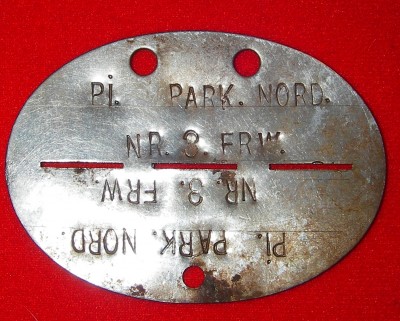 Pi. PARK. NORD.
NR. 3. FRW.
NR. 3. FRW.
Pi. PARK. NORD.